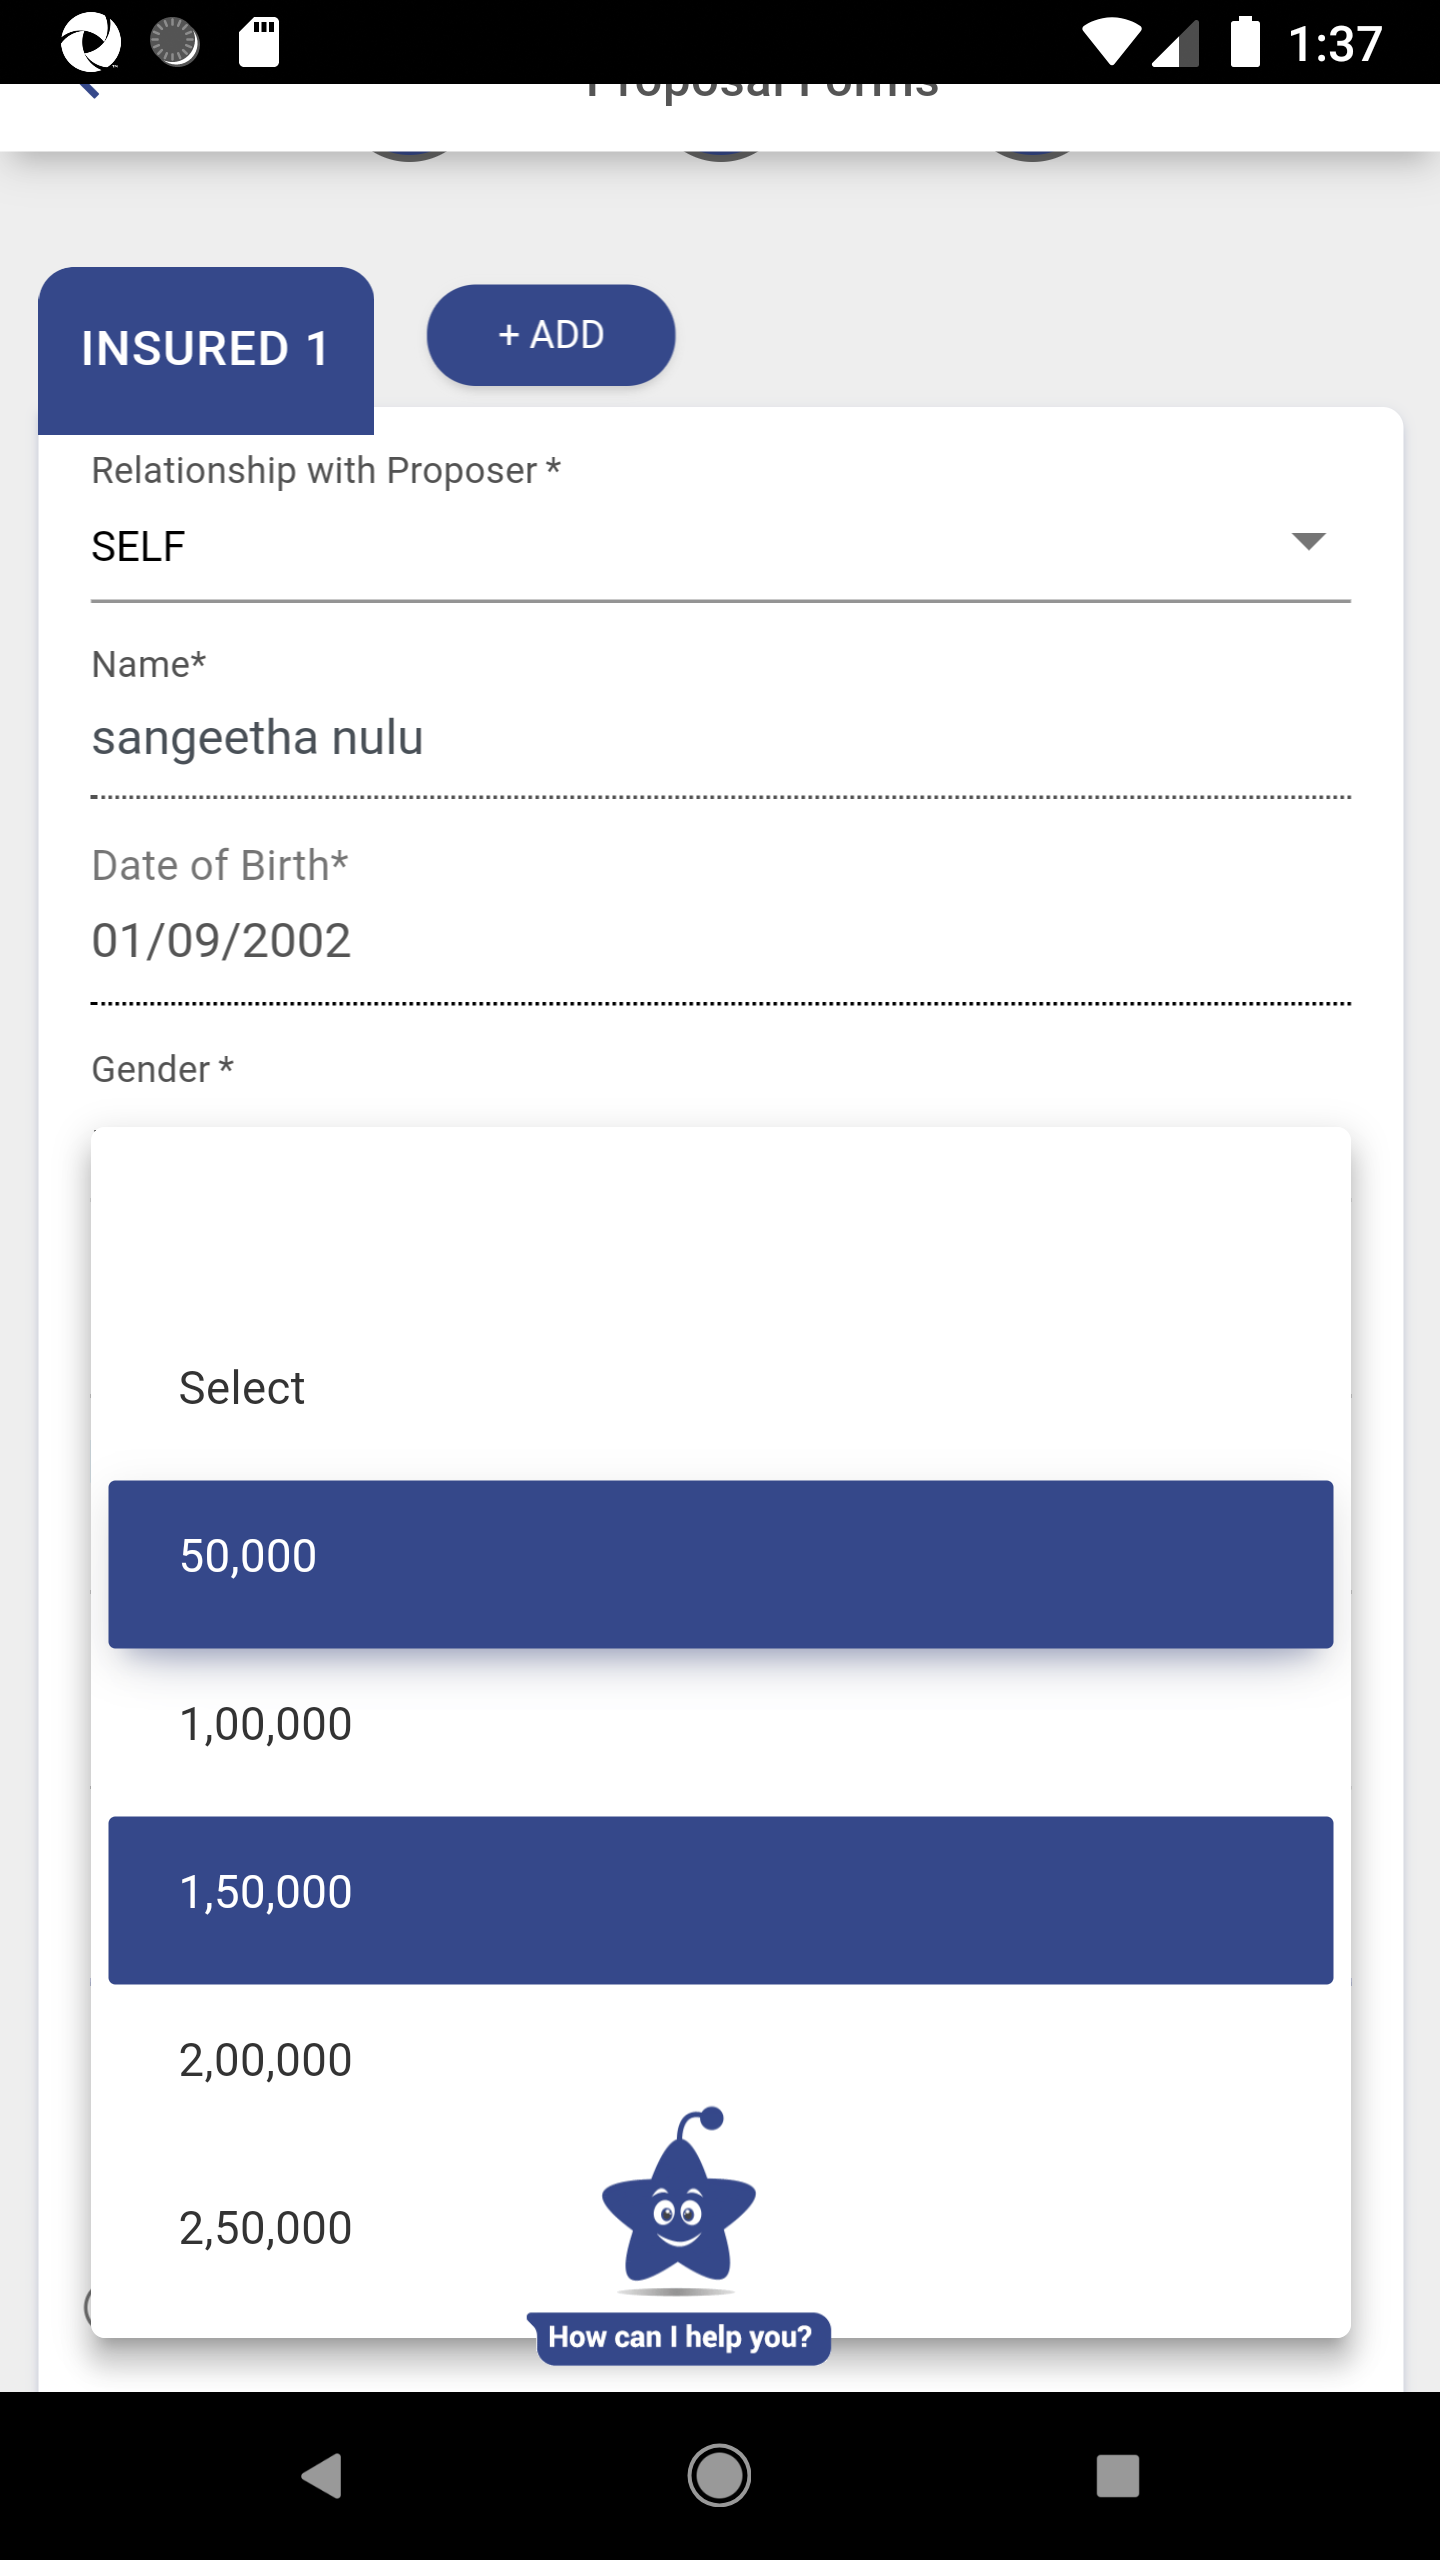 1:37
Proposal Forms
INSURED 1
+ ADD
Relationship with Proposer *
SELF
Name*
sangeetha nulu
Date of Birth*
01/09/2002
Gender *
Select
50,000
1,00,000
1,50,000
2,00,000
2,50,000
How can I help you?